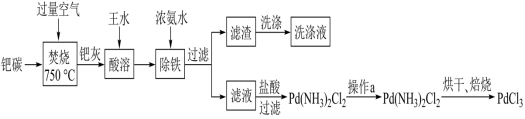 过量空气 王水 浓氨水 滤渣 洗涤 洗涤液
钯碳 焚烧 750 ℃ 钯灰 酸溶 除铁 过滤
滤液 盐酸 过滤 Pd(NH₃)₂Cl₂ 操作a Pd(NH₃)₂Cl₂ 烘干、焙烧 PdCl₃